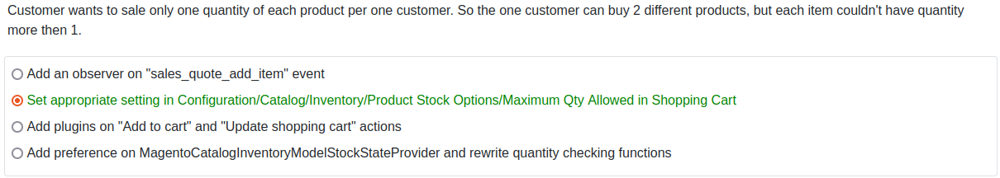 Customer wants to sale only one quantity of each product per one customer. So the one customer can buy 2 different products, but each item couldn't have quantity
more then 1.
Add an observer on "sales_quote_add_item" event
Set appropriate setting in Configuration/Catalog/Inventory/Product Stock Options/Maximum Qty Allowed in Shopping Cart
Add plugins on "Add to cart" and "Update shopping cart" actions
Add preference on MagentoCatalogInventoryModelStockStateProvider and rewrite quantity checking functions